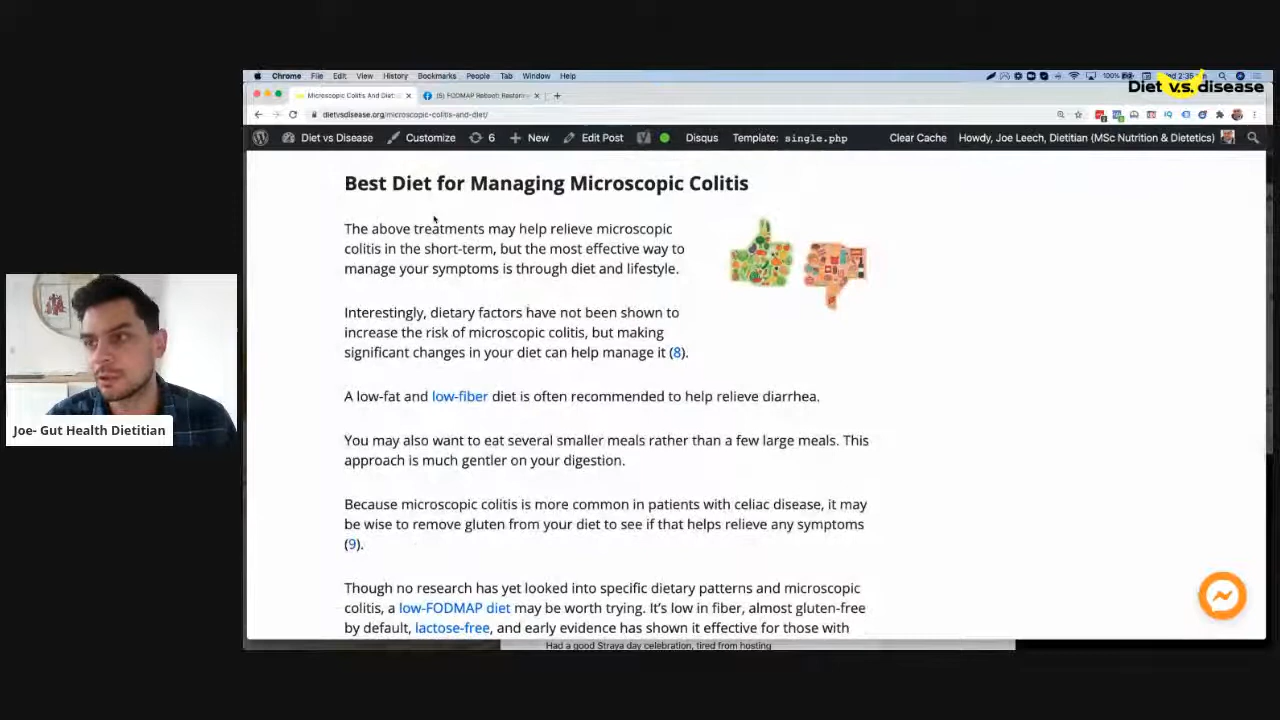 Chrome File Edit View History Bookmarks People Tab Window Help
100%
Diet v.s. disease
Microscopic Colitis And Diet:
(5) FODMAP Reboot: Restorin
dietvsdisease.org/microscopic-colitis-and-diet/
Diet vs Disease Customize 6 New Edit Post Disqus Template: single.php Clear Cache Howdy, Joe Leech, Dietitian (MSc Nutrition & Dietetics)
Best Diet for Managing Microscopic Colitis
The above treatments may help relieve microscopic
colitis in the short-term, but the most effective way to
manage your symptoms is through diet and lifestyle.
Interestingly, dietary factors have not been shown to
increase the risk of microscopic colitis, but making
significant changes in your diet can help manage it (8).
A low-fat and low-fiber diet is often recommended to help relieve diarrhea.
You may also want to eat several smaller meals rather than a few large meals. This
approach is much gentler on your digestion.
Because microscopic colitis is more common in patients with celiac disease, it may
be wise to remove gluten from your diet to see if that helps relieve any symptoms
(9).
Though no research has yet looked into specific dietary patterns and microscopic
colitis, a low-FODMAP diet may be worth trying. It's low in fiber, almost gluten-free
by default, lactose-free, and early evidence has shown it effective for those with
Had a good Straya day celebration, tired from hosting
Joe- Gut Health Dietitian